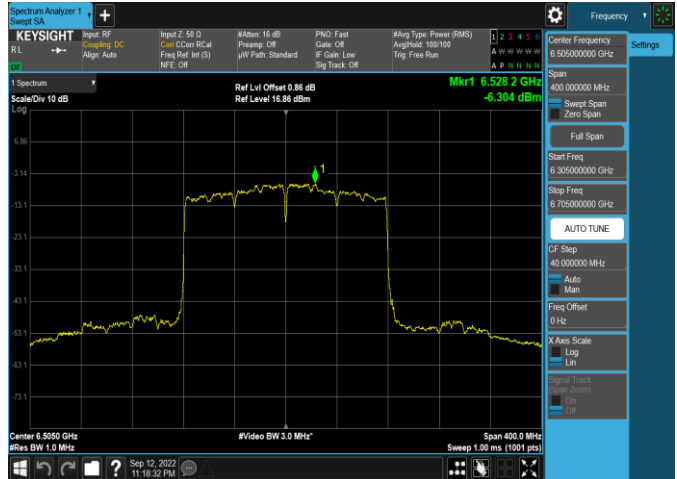 Spectrum Analyzer 1
Swept SA
Frequency
KEYSIGHT
R L
LXI
Input: RF
Coupling: DC
Align: Auto
Input Z: 50 Ω
Corr CCorr RCal
Freq Ref: Int (S)
NFE: Off
#Atten: 16 dB
Preamp: Off
µW Path: Standard
PNO: Fast
Gate: Off
IF Gain: Low
Sig Track: Off
#Avg Type: Power (RMS)
Avg|Hold: 100/100
Trig: Free Run
1 2 3 4 5 6
A W W W W W
A P N N N N
1 Spectrum
Scale/Div 10 dB
Log
Ref Lvl Offset 0.86 dB
Ref Level 16.86 dBm
Mkr1 6.528 2 GHz
-6.304 dBm
6.86
-3.14
-13.1
-23.1
-33.1
-43.1
-53.1
-63.1
-73.1
1
Center 6.5050 GHz
#Res BW 1.0 MHz
#Video BW 3.0 MHz*
Span 400.0 MHz
Sweep 1.00 ms (1001 pts)
Sep 12, 2022
11:18:32 PM
Center Frequency
6.505000000 GHz
Settings
Span
400.000000 MHz
Swept Span
Zero Span
Full Span
Start Freq
6.305000000 GHz
Stop Freq
6.705000000 GHz
AUTO TUNE
CF Step
40.000000 MHz
Auto
Man
Freq Offset
0 Hz
X Axis Scale
Log
Lin
Signal Track
(Span Zoom)
On
Off